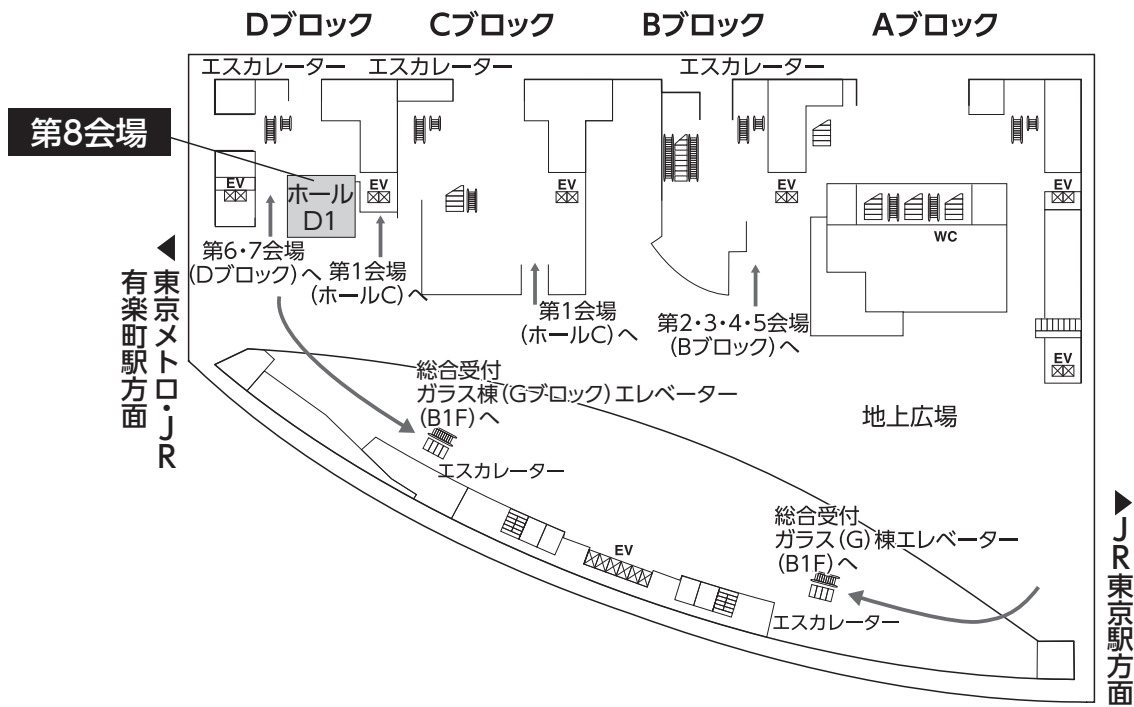 Dブロック
Cブロック
Bブロック
Aブロック
エスカレーター
エスカレーター
エスカレーター
第8会場
ホール
D1
EV
EV
EV
EV
EV
WC
第6・7会場
(Dブロック)へ
第1会場
(ホールC)へ
第1会場
(ホールC)へ
第2・3・4・5会場
(Bブロック)へ
EV
東京メトロ・JR
有楽町駅方面
総合受付
ガラス棟(Gブロック)エレベーター
(B1F)へ
エスカレーター
地上広場
EV
総合受付
ガラス(G)棟エレベーター
(B1F)へ
エスカレーター
JR東京駅方面